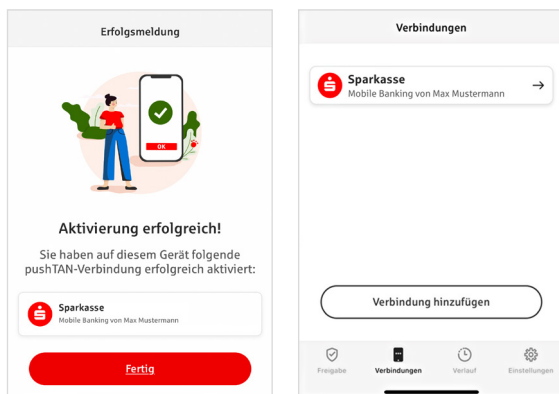 Erfolgsmeldung
OK
Aktivierung erfolgreich!
Sie haben auf diesem Gerät folgende
pushTAN-Verbindung erfolgreich aktiviert:
Sparkasse
Mobile Banking von Max Mustermann
Fertig
Verbindungen
Sparkasse
Mobile Banking von Max Mustermann
Verbindung hinzufügen
Freigabe
Verbindungen
Verlauf
Einstellungen